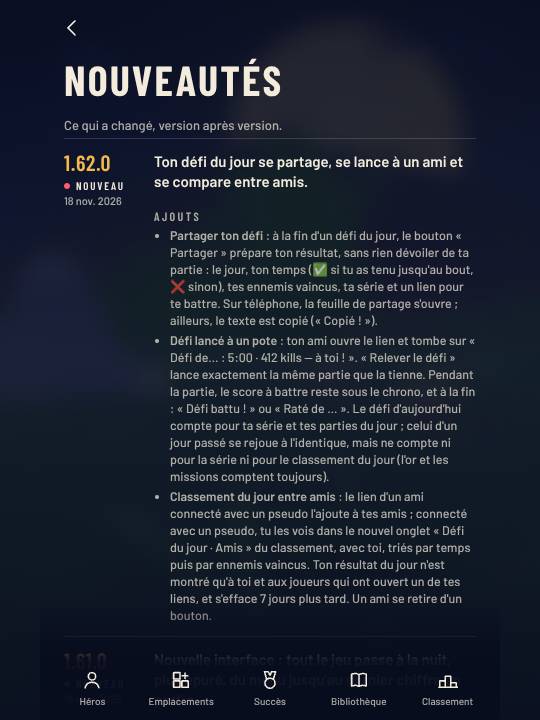 NOUVEAUTÉS
Ce qui a changé, version après version.
1.62.0
NOUVEAU
18 nov. 2026
Ton défi du jour se partage, se lance à un ami et
se compare entre amis.
AJOUTS
• Partager ton défi : à la fin d'un défi du jour, le bouton «
Partager » prépare ton résultat, sans rien dévoiler de ta
partie : le jour, ton temps (✅ si tu as tenu jusqu'au bout,
❌ sinon), tes ennemis vaincus, ta série et un lien pour
te battre. Sur téléphone, la feuille de partage s'ouvre ;
ailleurs, le texte est copié (« Copié ! »).
• Défi lancé à un pote : ton ami ouvre le lien et tombe sur «
Défi de… : 5:00 · 412 kills — à toi ! ». « Relever le défi »
lance exactement la même partie que la tienne. Pendant
la partie, le score à battre reste sous le chrono, et à la fin
: « Défi battu ! » ou « Raté de … ». Le défi d'aujourd'hui
compte pour ta série et tes parties du jour ; celui d'un
jour passé se rejoue à l'identique, mais ne compte ni
pour la série ni pour le classement du jour (l'or et les
missions comptent toujours).
• Classement du jour entre amis : le lien d'un ami
connecté avec un pseudo l'ajoute à tes amis ; connecté
avec un pseudo, tu les vois dans le nouvel onglet « Défi
du jour · Amis » du classement, avec toi, triés par temps
puis par ennemis vaincus. Ton résultat du jour n'est
montré qu'à toi et aux joueurs qui ont ouvert un de tes
liens, et s'efface 7 jours plus tard. Un ami se retire d'un
bouton.
1.61.0
Nouvelle interface : tout le jeu passe à la nuit,
Héros
Emplacements
Succès
Bibliothèque
Classement